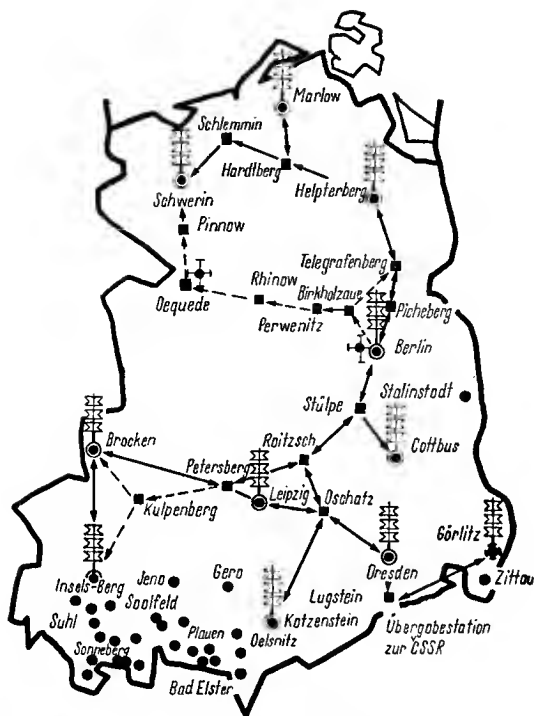 Marlow
Schlemmin
Hardtberg
Helpterberg
Schwerin
Pinnow
Telegrafenberg
Rhinow
Birkholzaue
Oequede
Perwenitz
Picheberg
Berlin
Stalinstadt
Stülpe
Cottbus
Brocken
Roitzsch
Petersberg
Leipzig
Oschatz
Kulpenberg
Görlitz
Insels-Berg
Jena
Gera
Dresden
Zittau
Saalfeld
Lugstein
Suhl
Katzenstein
Plauen
Oelsnitz
Übergabestation
zur ČSSR
Sonneberg
Bad Elster